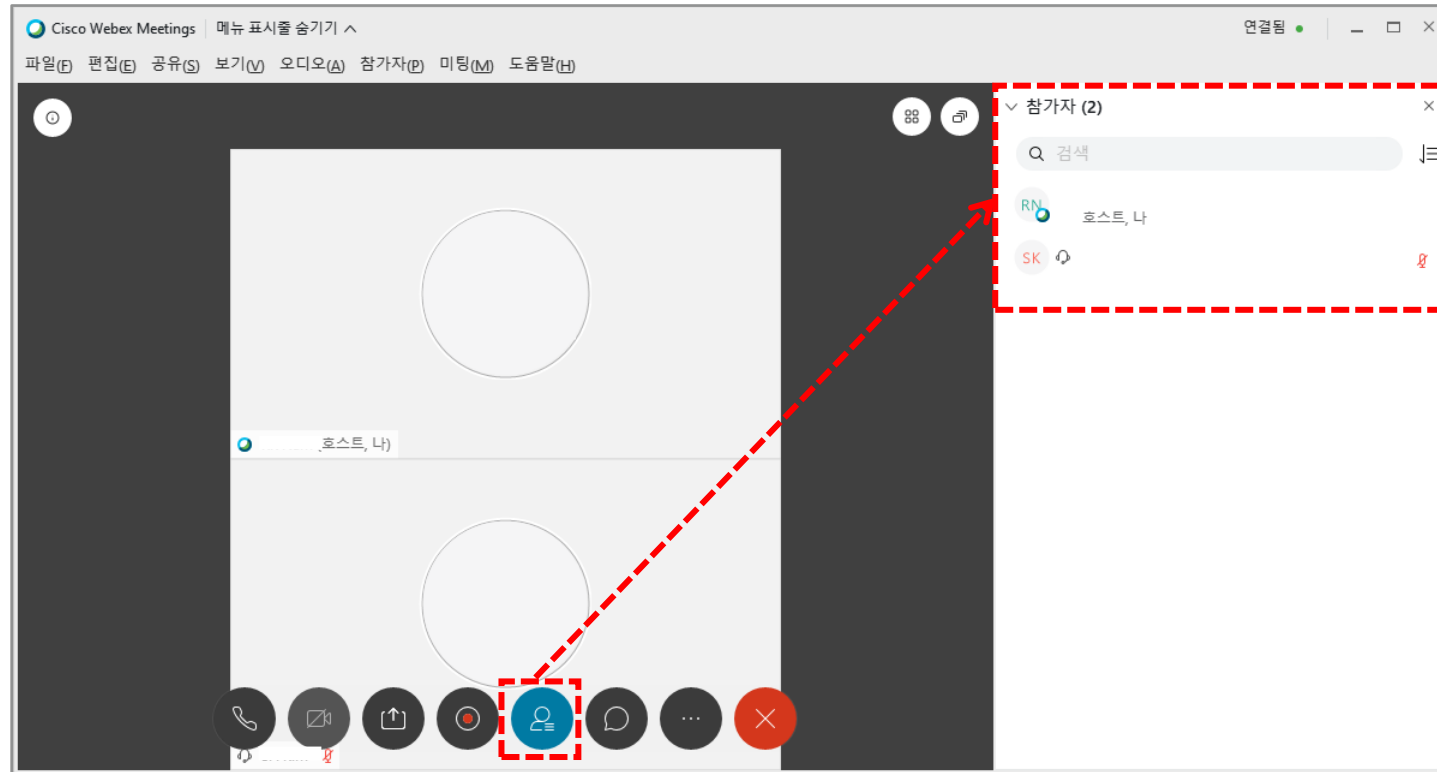 Cisco Webex Meetings 메뉴 표시줄 숨기기 연결됨
파일(F) 편집(E) 공유(S) 보기(V) 오디오(A) 참가자(P) 미팅(M) 도움말(H)
참가자 (2)
검색
RN 호스트, 나
SK
호스트, 나)